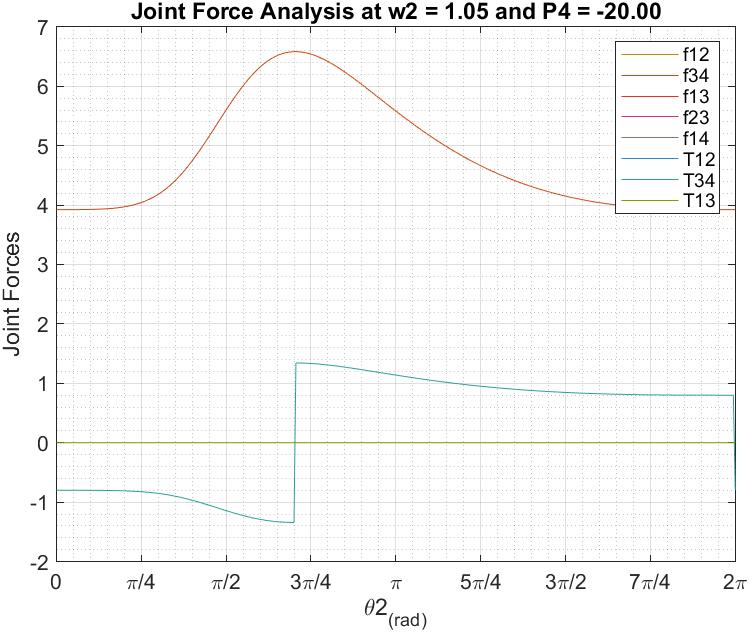 Joint Force Analysis at w2 = 1.05 and P4 = -20.00
7
6
5
4
3
2
1
0
-1
-2
Joint Forces
f12
f34
f13
f23
f14
T12
T34
T13
0 π/4 π/2 3π/4 π 5π/4 3π/2 7π/4 2π
θ2(rad)